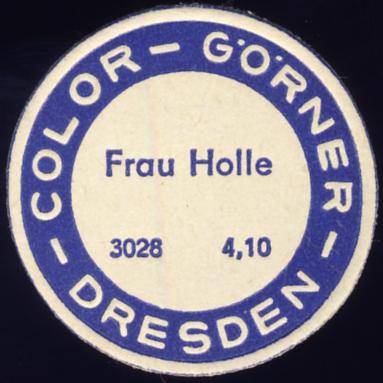 COLOR – GÖRNER – DRESDEN –
Frau Holle
3028 4,10